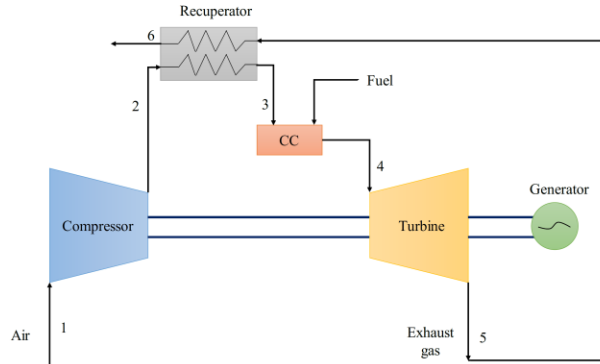 Recuperator
6
2
3
Fuel
CC
4
Compressor
Turbine
Generator
Air
1
Exhaust
gas
5